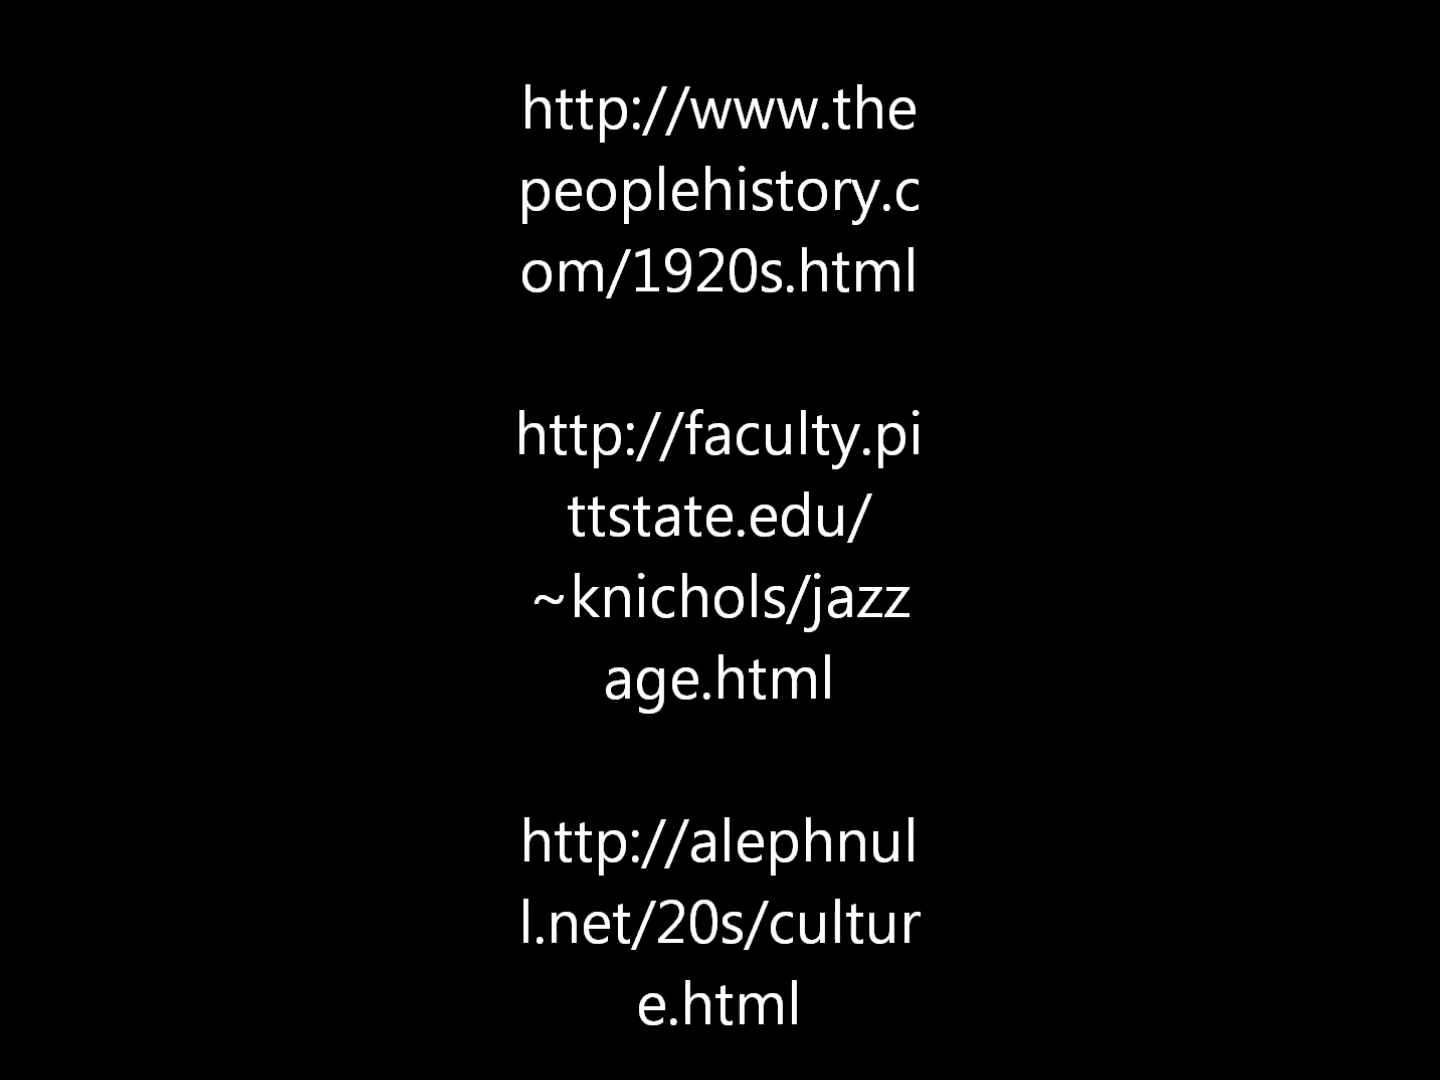 http://www.the
peoplehistory.c
om/1920s.html
http://faculty.pi
ttstate.edu/
~knichols/jazz
age.html
http://alephnul
l.net/20s/cultur
e.html